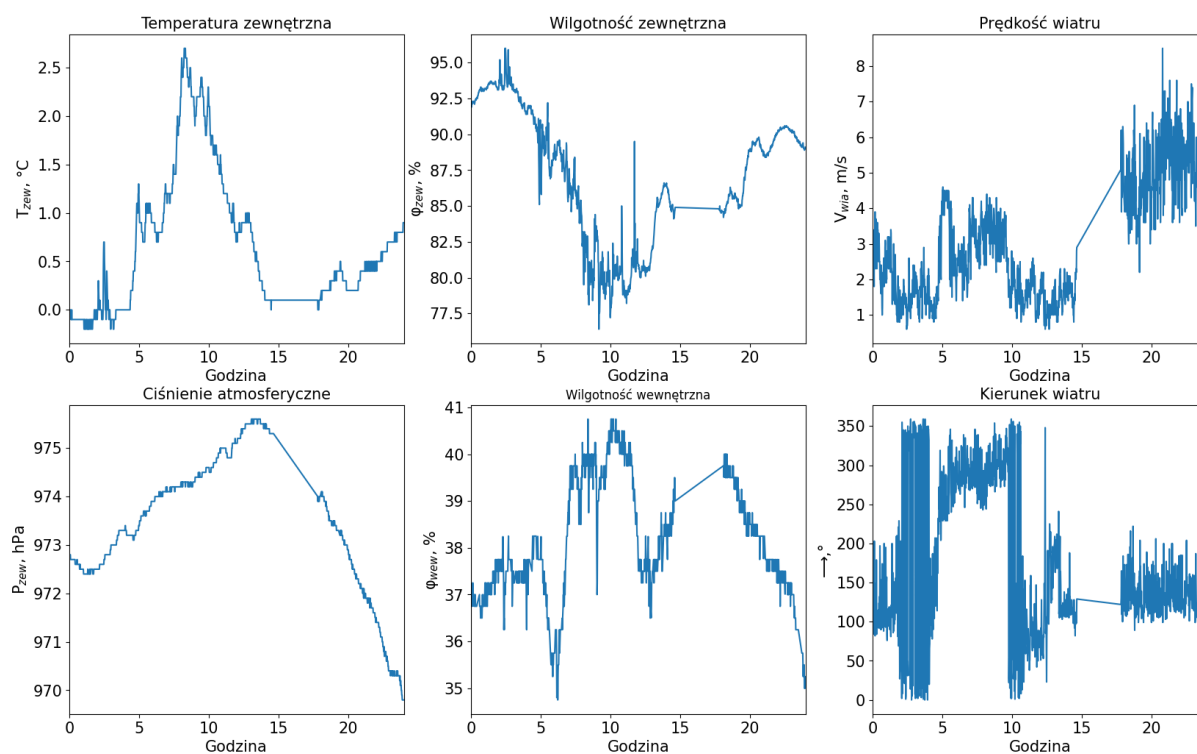 Temperatura zewnętrzna
T_zew, °C
2.5
2.0
1.5
1.0
0.5
0.0
0 5 10 15 20
Godzina
Wilgotność zewnętrzna
φ_zew, %
95.0
92.5
90.0
87.5
85.0
82.5
80.0
77.5
0 5 10 15 20
Godzina
Prędkość wiatru
V_wia, m/s
8
7
6
5
4
3
2
1
0 5 10 15 20
Godzina
Ciśnienie atmosferyczne
P_zew, hPa
975
974
973
972
971
970
0 5 10 15 20
Godzina
Wilgotność wewnętrzna
φ_wew, %
41
40
39
38
37
36
35
0 5 10 15 20
Godzina
Kierunek wiatru
→,°
350
300
250
200
150
100
50
0
0 5 10 15 20
Godzina